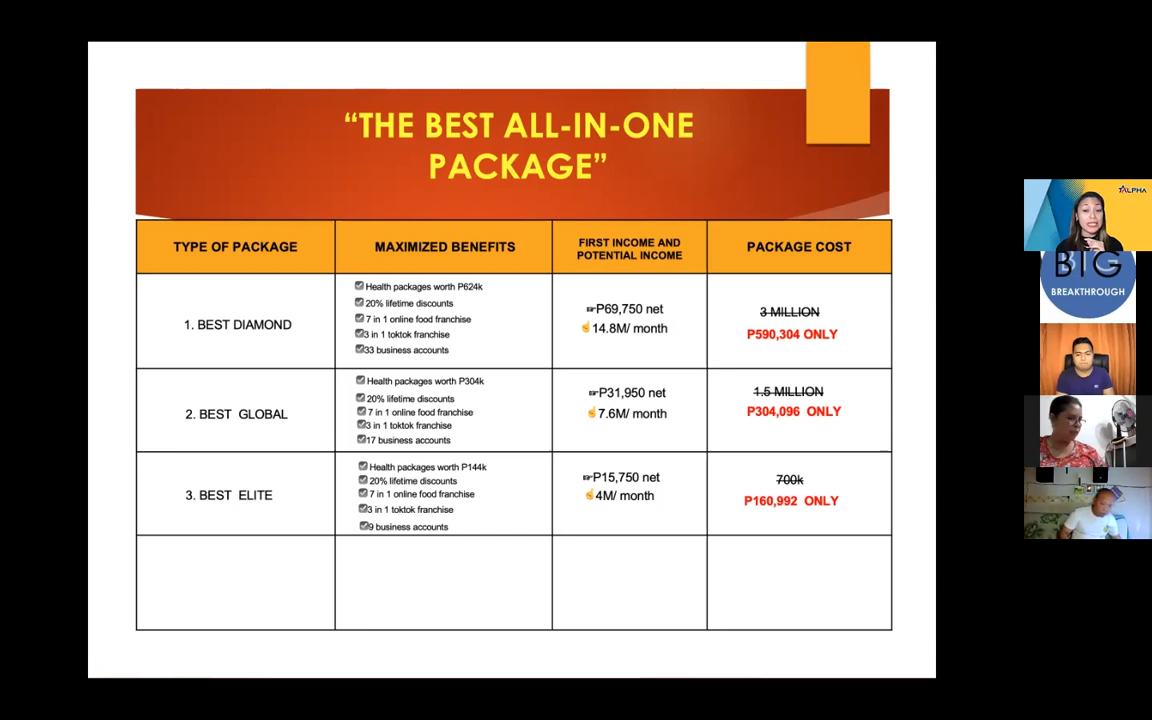 “THE BEST ALL-IN-ONE
PACKAGE”
TYPE OF PACKAGE
MAXIMIZED BENEFITS
FIRST INCOME AND
POTENTIAL INCOME
PACKAGE COST
1. BEST DIAMOND
Health packages worth P624k
20% lifetime discounts
7 in 1 online food franchise
3 in 1 toktok franchise
33 business accounts
P69,750 net
14.8M/ month
3 MILLION
P590,304 ONLY
2. BEST GLOBAL
Health packages worth P304k
20% lifetime discounts
7 in 1 online food franchise
3 in 1 toktok franchise
17 business accounts
P31,950 net
7.6M/ month
1.5 MILLION
P304,096 ONLY
3. BEST ELITE
Health packages worth P144k
20% lifetime discounts
7 in 1 online food franchise
3 in 1 toktok franchise
9 business accounts
P15,750 net
4M/ month
700k
P160,992 ONLY
ALPHA
BTG
BREAKTHROUGH